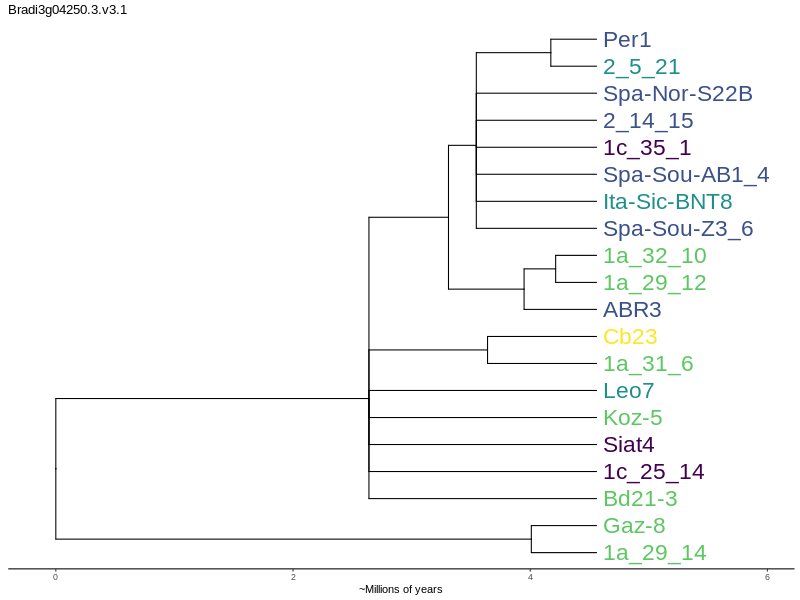 Bradi3g04250.3.v3.1
Per1
2_5_21
Spa-Nor-S22B
2_14_15
1c_35_1
Spa-Sou-AB1_4
Ita-Sic-BNT8
Spa-Sou-Z3_6
1a_32_10
1a_29_12
ABR3
Cb23
1a_31_6
Leo7
Koz-5
Siat4
1c_25_14
Bd21-3
Gaz-8
1a_29_14
0 2 4 6
~Millions of years